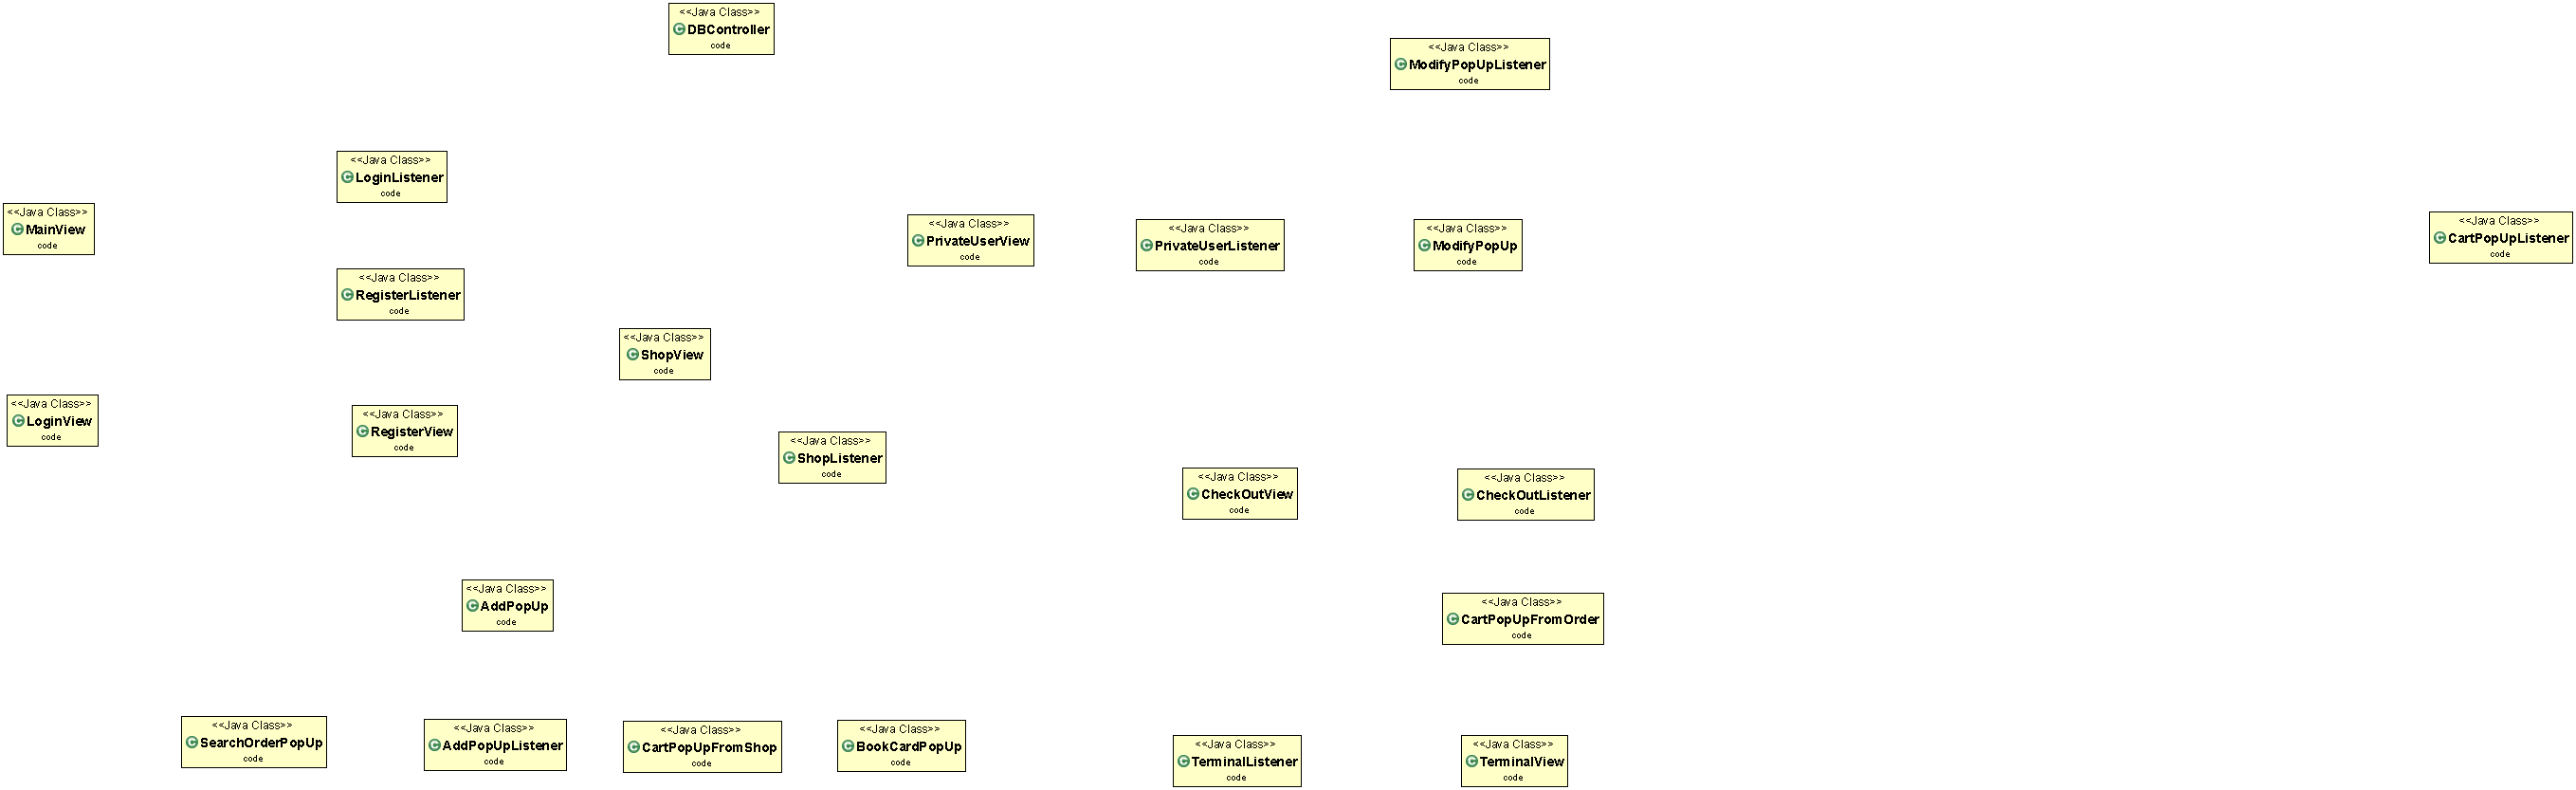 <<Java Class>>
DBController
code
<<Java Class>>
ModifyPopUpListener
code
<<Java Class>>
LoginListener
code
<<Java Class>>
MainView
code
<<Java Class>>
PrivateUserView
code
<<Java Class>>
PrivateUserListener
code
<<Java Class>>
ModifyPopUp
code
<<Java Class>>
CartPopUpListener
code
<<Java Class>>
RegisterListener
code
<<Java Class>>
ShopView
code
<<Java Class>>
LoginView
code
<<Java Class>>
RegisterView
code
<<Java Class>>
ShopListener
code
<<Java Class>>
CheckOutView
code
<<Java Class>>
CheckOutListener
code
<<Java Class>>
AddPopUp
code
<<Java Class>>
CartPopUpFromOrder
code
<<Java Class>>
SearchOrderPopUp
code
<<Java Class>>
AddPopUpListener
code
<<Java Class>>
CartPopUpFromShop
code
<<Java Class>>
BookCardPopUp
code
<<Java Class>>
TerminalListener
code
<<Java Class>>
TerminalView
code